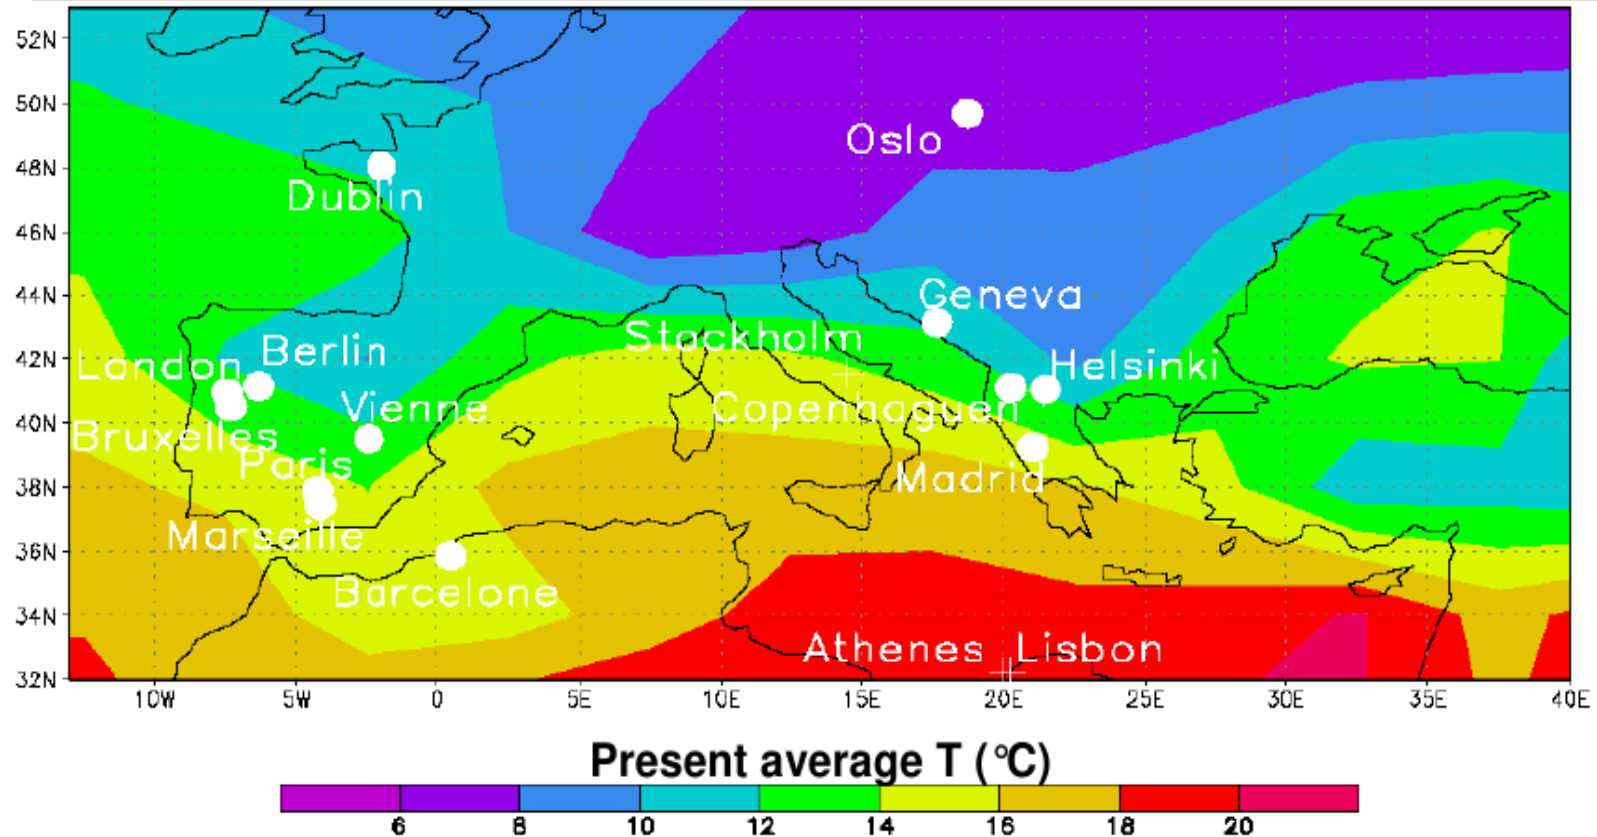 52N
50N
Oslo
48N
Dublin
46N
44N
Geneva
Stockholm
42N
London
Berlin
Helsinki
40N
Vienne
Copenhaguen
Bruxelles
Paris
38N
Madrid
Marseille
36N
Barcelone
34N
Athenes
Lisbon
32N
10W 5W 0 5E 10E 15E 20E 25E 30E 35E 40E
Present average T (°C)
6 8 10 12 14 16 18 20